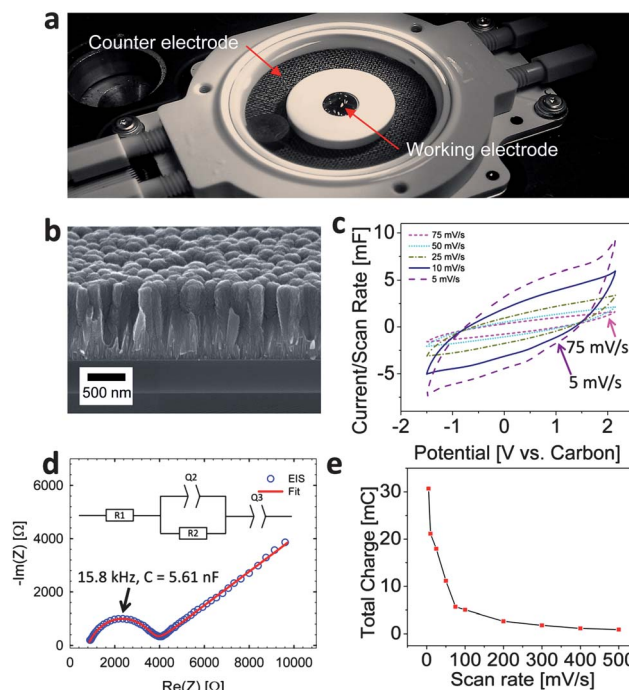 a
Counter electrode
Working electrode
b
500 nm
c
75 mV/s
50 mV/s
25 mV/s
10 mV/s
5 mV/s
75 mV/s
5 mV/s
10
5
0
-5
-2 -1 0 1 2
Current/Scan Rate [mF]
Potential [V vs. Carbon]
d
Q2
EIS
Fit
R1
R2
Q3
15.8 kHz, C = 5.61 nF
6000
4000
2000
0
0 2000 4000 6000 8000 10000
-Im(Z) [Ω]
Re(Z) [Ω]
e
30
20
10
0
0 100 200 300 400 500
Total Charge [mC]
Scan rate [mV/s]